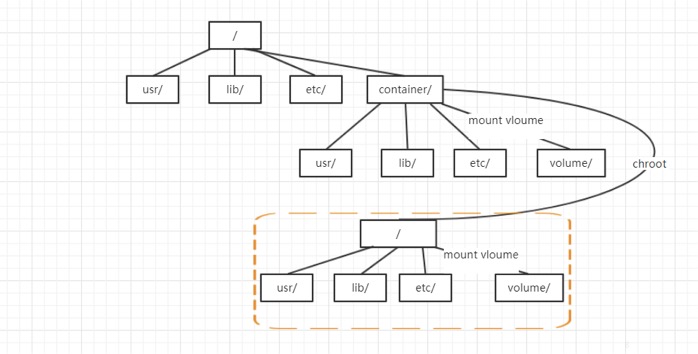 /
usr/
lib/
etc/
container/
mount vloume
usr/
lib/
etc/
volume/
chroot
/
mount vloume
usr/
lib/
etc/
volume/